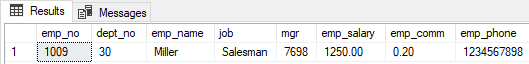 Results Messages
emp_no dept_no emp_name job mgr emp_salary emp_comm emp_phone
1 1009 30 Miller Salesman 7698 1250.00 0.20 1234567898